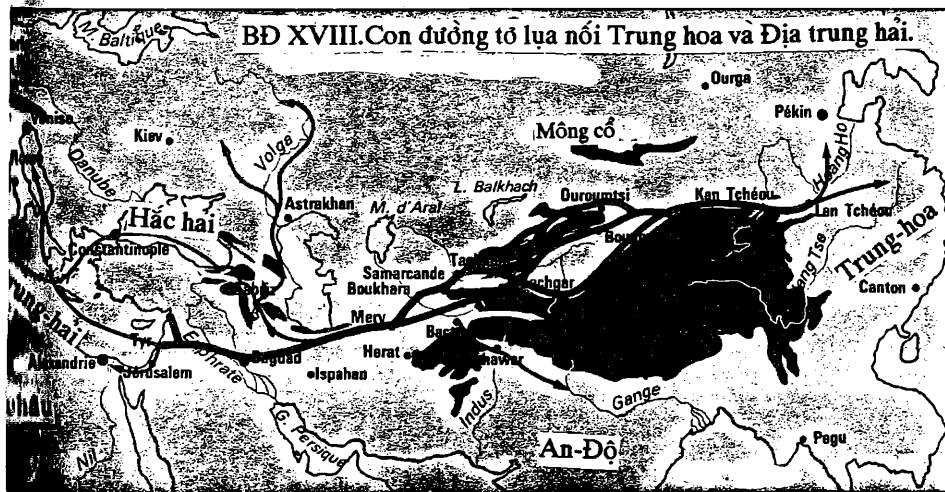 BĐ XVIII.Con đường tơ lụa nối Trung hoa và Địa trung hải.
M. Baltique
Ourga
Pékin
Venise
Kiev
Mông cổ
Hoang Ho
Rome
Danube
Volga
L. Balkhach
Ouroumtsi
Kan Tchéou
Astrakhan
M. d'Aral
Lan Tchéou
Hắc hải
Constantinople
Samarcande
Boukhara
Trung-hoa
Canton
Merv
Tyr
Euphrate
Bagdad
Herat
Alexandrie
Jérusalem
Ispahan
Indus
Gange
Nil
G. Persique
An-Độ
Pegu